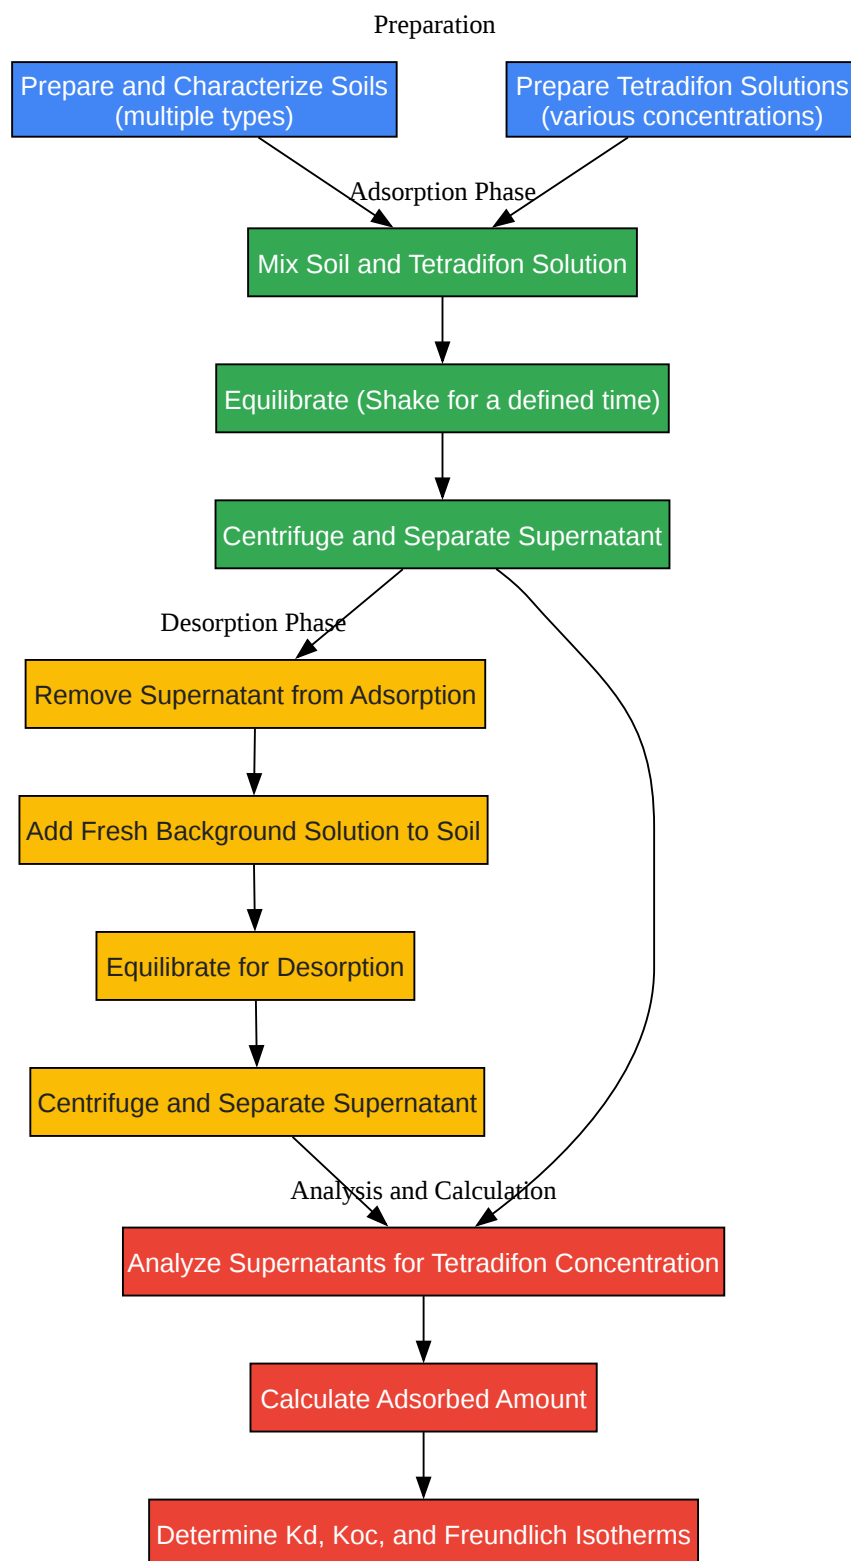 Preparation
Prepare and Characterize Soils
(multiple types)
Prepare Tetradifon Solutions
(various concentrations)
Adsorption Phase
Mix Soil and Tetradifon Solution
Equilibrate (Shake for a defined time)
Centrifuge and Separate Supernatant
Desorption Phase
Remove Supernatant from Adsorption
Add Fresh Background Solution to Soil
Equilibrate for Desorption
Centrifuge and Separate Supernatant
Analysis and Calculation
Analyze Supernatants for Tetradifon Concentration
Calculate Adsorbed Amount
Determine Kd, Koc, and Freundlich Isotherms